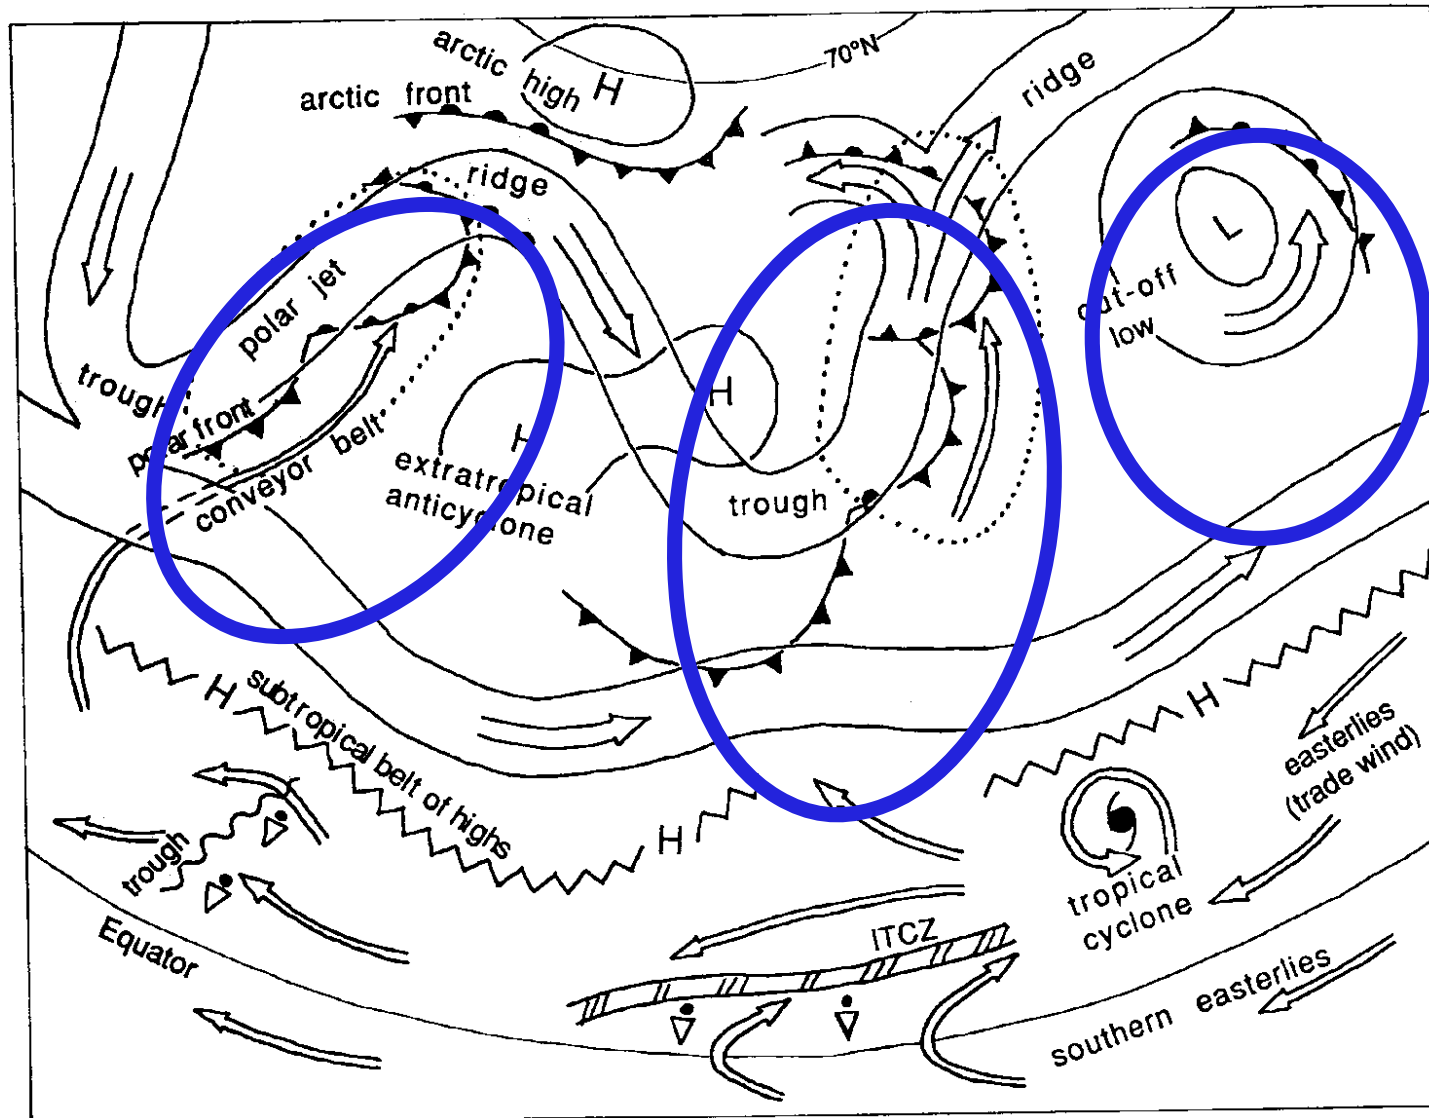 arctic high
H
70°N
ridge
arctic front
ridge
L
cut-off
low
polar jet
trough
polar front
conveyor belt
H
H
extratropical
anticyclone
trough
H
subtropical belt of highs
H
H
easterlies
(trade wind)
trough
tropical
cyclone
ITCZ
Equator
southern easterlies